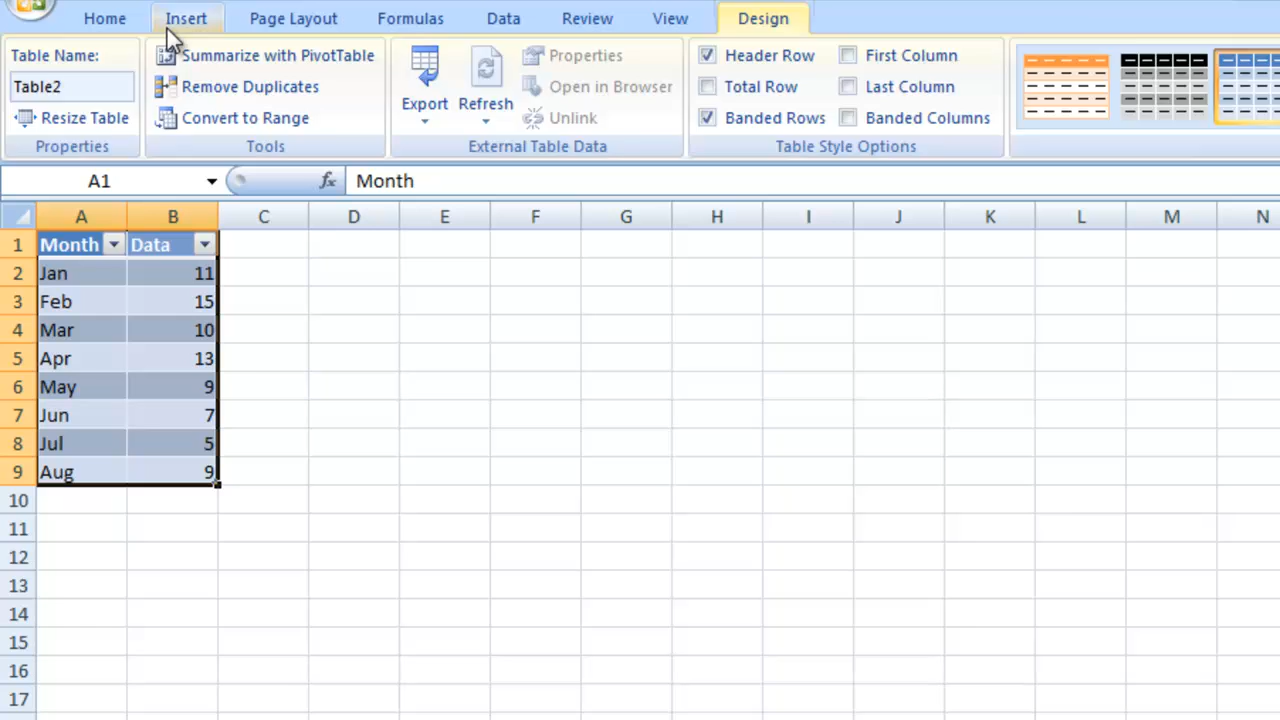 Home Insert Page Layout Formulas Data Review View Design
Table Name: Summarize with PivotTable Properties Header Row First Column
Table2 Remove Duplicates Open in Browser Total Row Last Column
Export Refresh
Resize Table Convert to Range Unlink Banded Rows Banded Columns
Properties Tools External Table Data Table Style Options
A1 fx Month
A B C D E F G H I J K L M N
1 Month Data
2 Jan 11
3 Feb 15
4 Mar 10
5 Apr 13
6 May 9
7 Jun 7
8 Jul 5
9 Aug 9
10
11
12
13
14
15
16
17